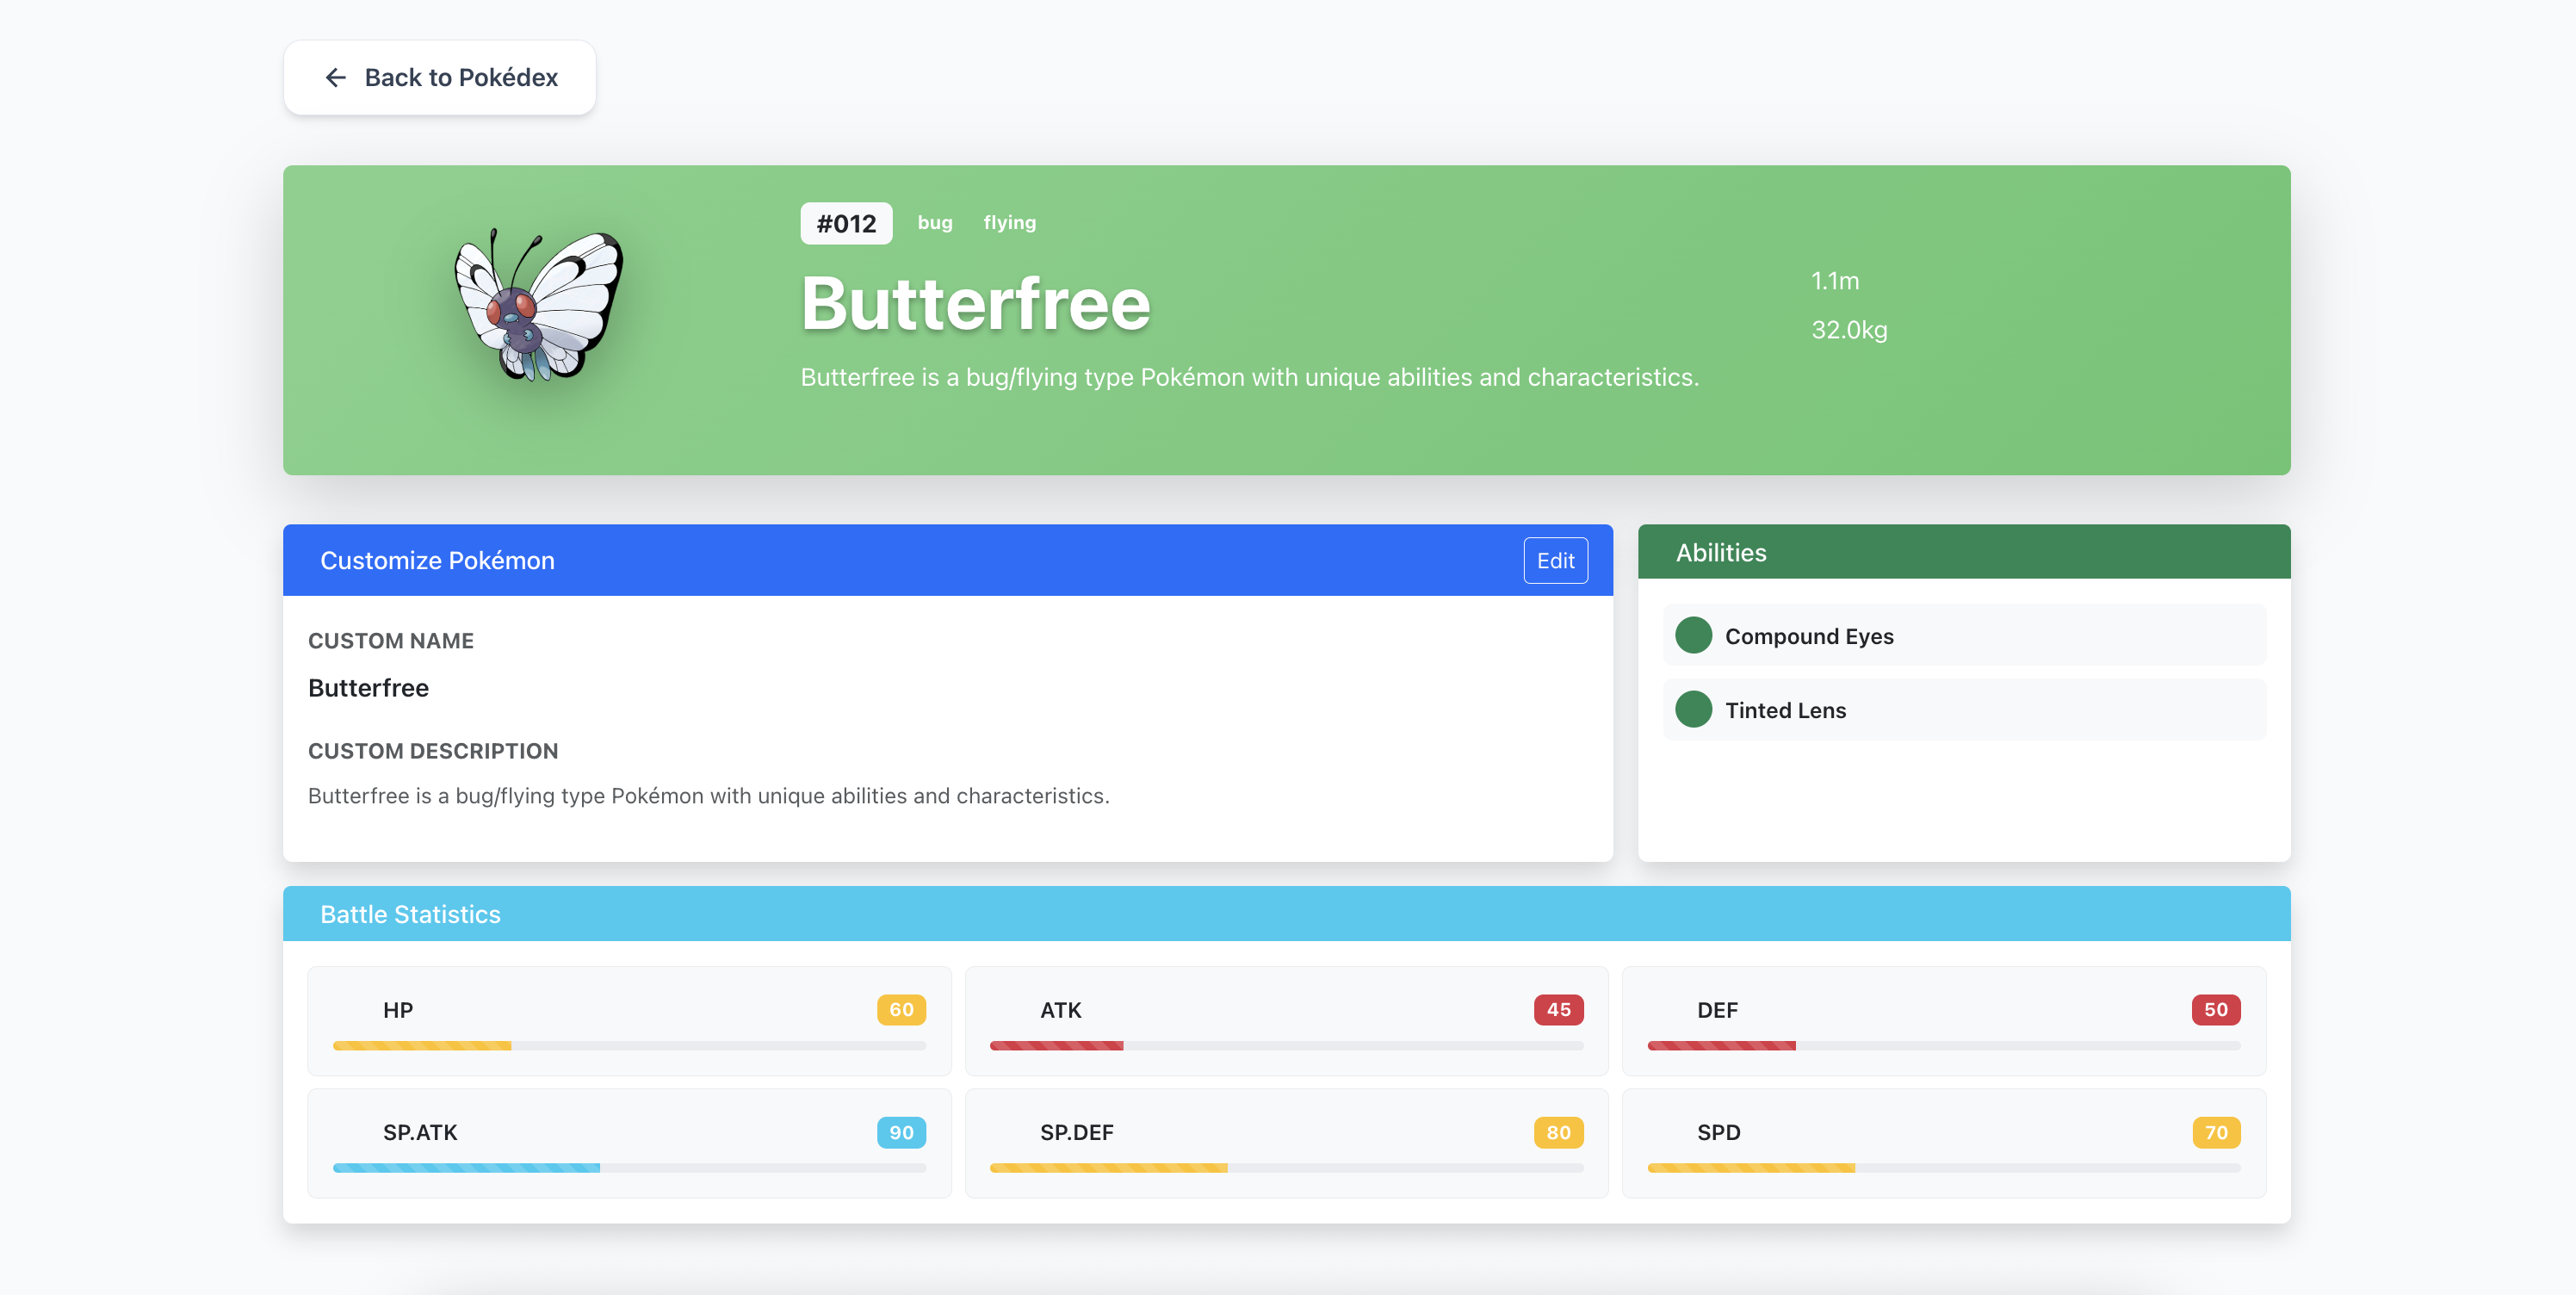 Back to Pokédex
#012 bug flying
Butterfree
Butterfree is a bug/flying type Pokémon with unique abilities and characteristics.
1.1m
32.0kg
Customize Pokémon
Edit
CUSTOM NAME
Butterfree
CUSTOM DESCRIPTION
Butterfree is a bug/flying type Pokémon with unique abilities and characteristics.
Abilities
Compound Eyes
Tinted Lens
Battle Statistics
HP 60
ATK 45
DEF 50
SP.ATK 90
SP.DEF 80
SPD 70